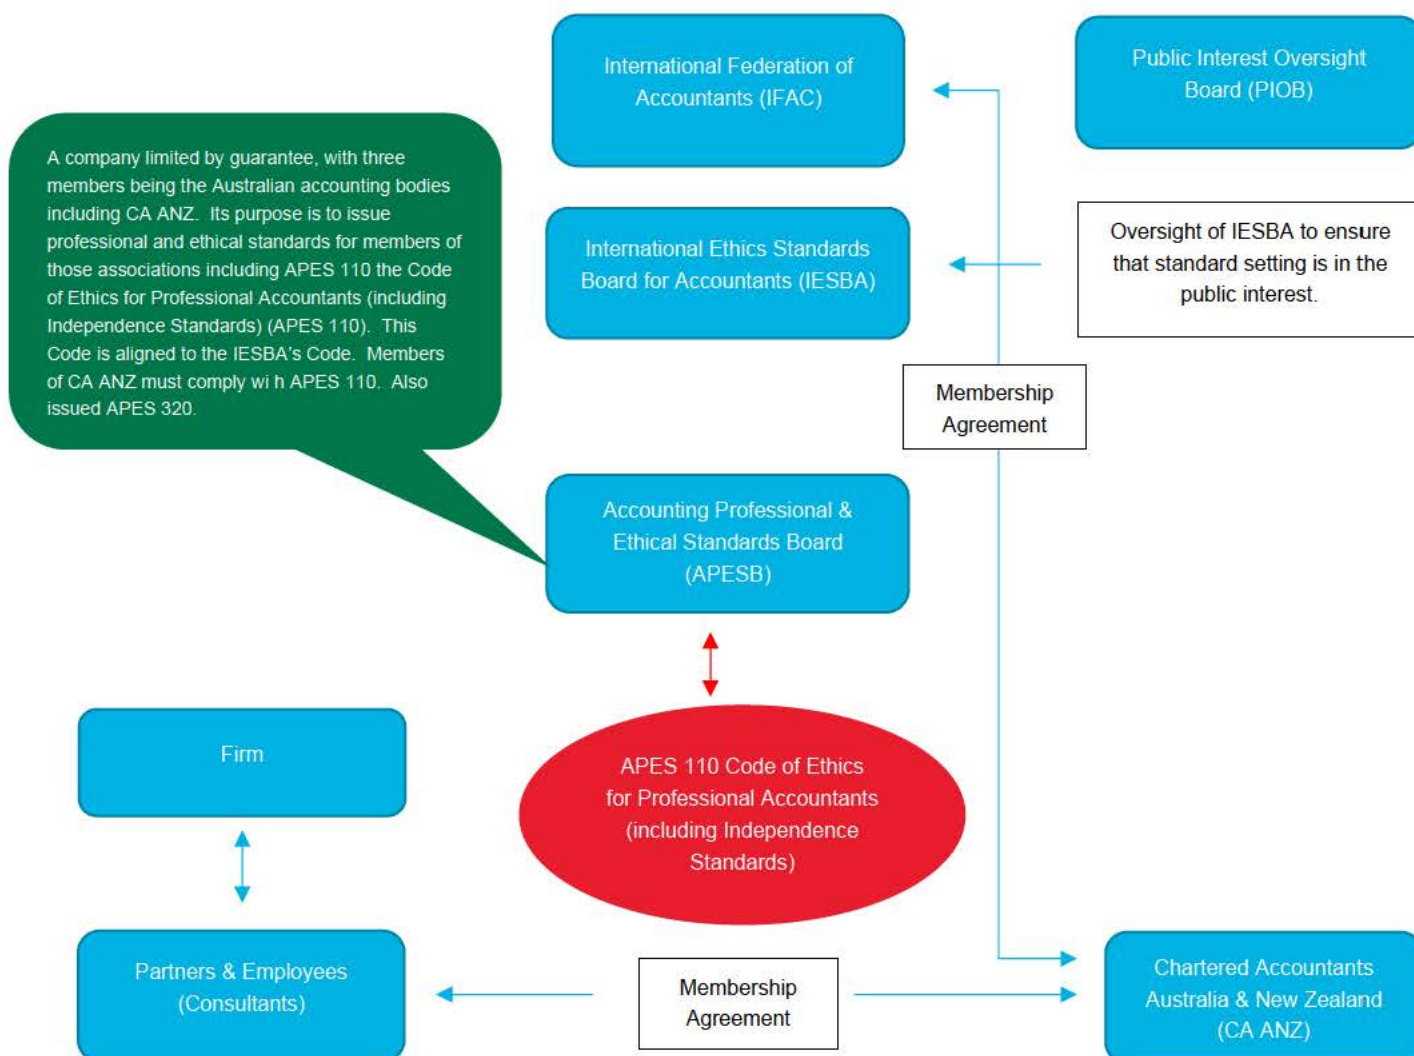 International Federation of
Accountants (IFAC)
Public Interest Oversight
Board (PIOB)
A company limited by guarantee, with three
members being the Australian accounting bodies
including CA ANZ. Its purpose is to issue
professional and ethical standards for members of
those associations including APES 110 the Code
of Ethics for Professional Accountants (including
Independence Standards) (APES 110). This
Code is aligned to the IESBA's Code. Members
of CA ANZ must comply wi h APES 110. Also
issued APES 320.
International Ethics Standards
Board for Accountants (IESBA)
Oversight of IESBA to ensure
that standard setting is in the
public interest.
Membership
Agreement
Accounting Professional &
Ethical Standards Board
(APESB)
Firm
APES 110 Code of Ethics
for Professional Accountants
(including Independence
Standards)
Partners & Employees
(Consultants)
Membership
Agreement
Chartered Accountants
Australia & New Zealand
(CA ANZ)